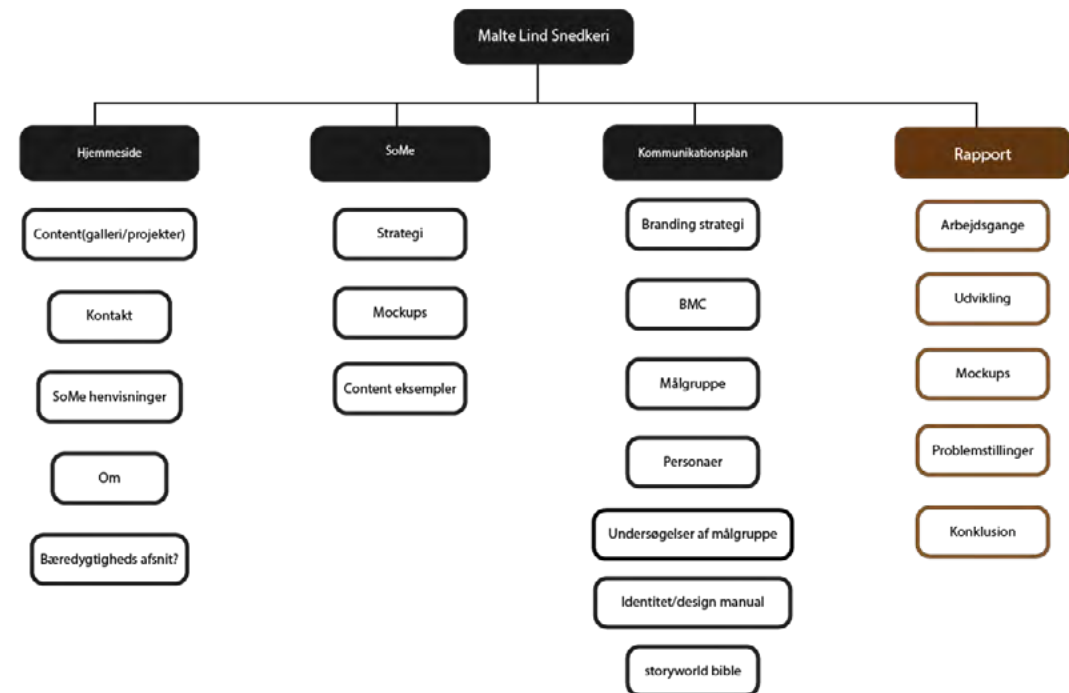 Malte Lind Snedkeri
Hjemmeside
SoMe
Kommunikationsplan
Rapport
Content(galleri/projekter)
Kontakt
SoMe henvisninger
Om
Bæredygtigheds afsnit?
Strategi
Mockups
Content eksempler
Branding strategi
BMC
Målgruppe
Personaer
Undersøgelser af målgruppe
Identitet/design manual
storyworld bible
Arbejdsgange
Udvikling
Mockups
Problemstillinger
Konklusion